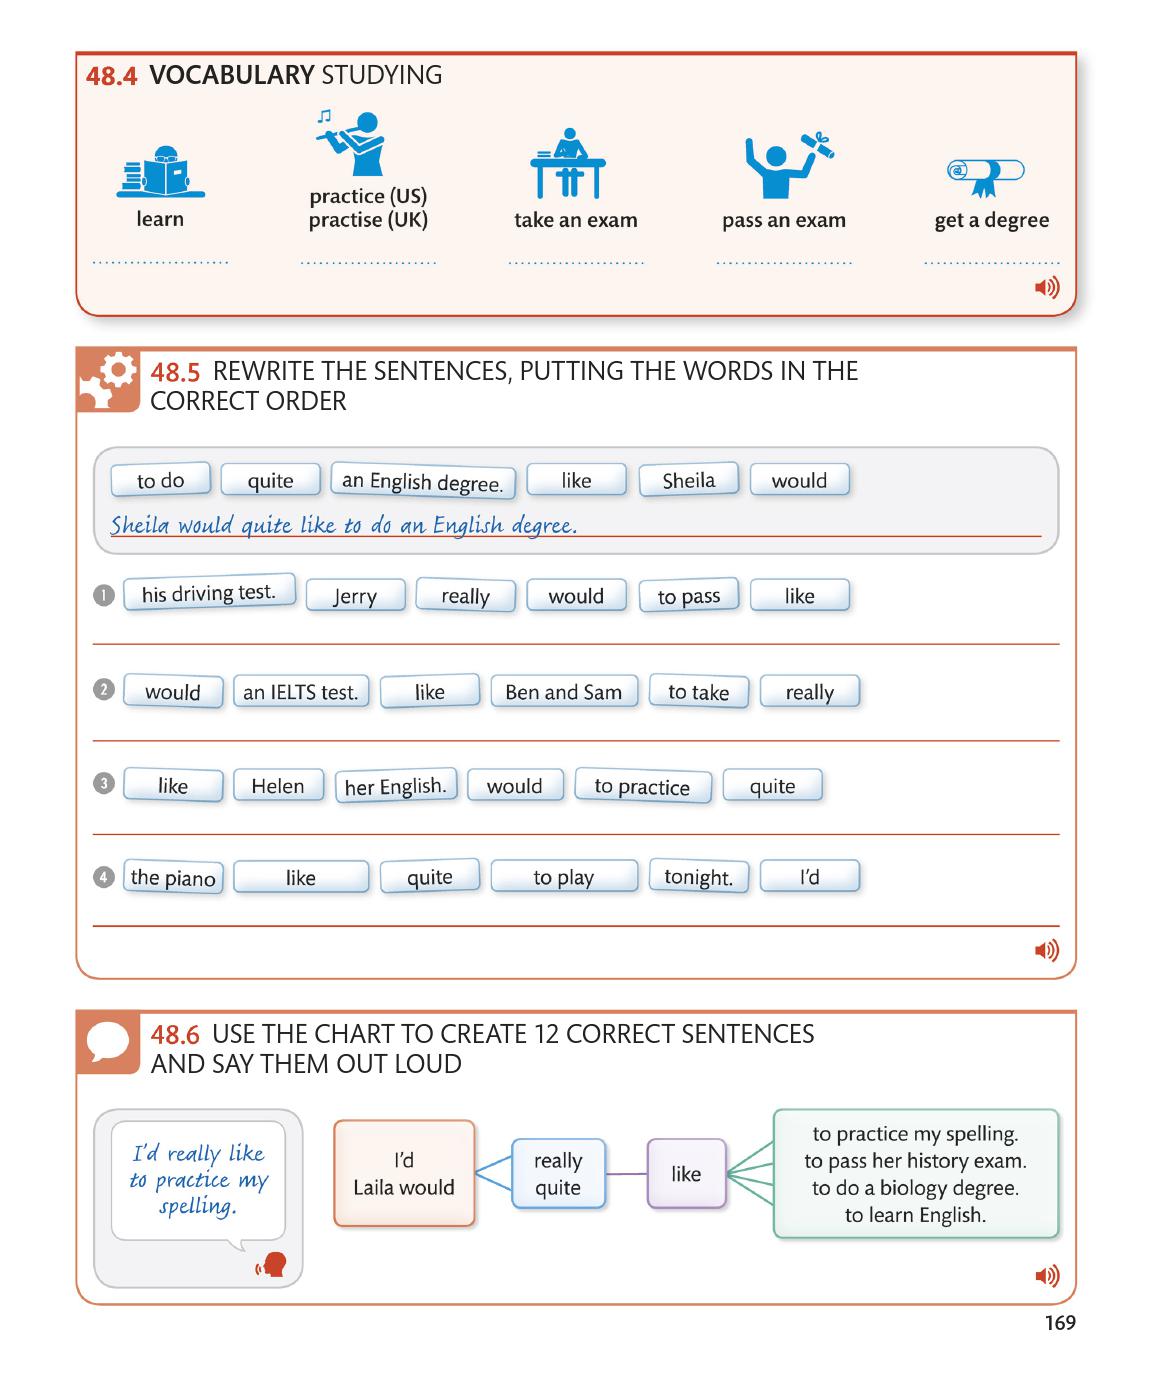 48.4 VOCABULARY STUDYING
learn
practice (US)
practise (UK)
take an exam
pass an exam
get a degree
48.5 REWRITE THE SENTENCES, PUTTING THE WORDS IN THE
CORRECT ORDER
to do quite an English degree. like Sheila would
Sheila would quite like to do an English degree.
1 his driving test. Jerry really would to pass like
2 would an IELTS test. like Ben and Sam to take really
3 like Helen her English. would to practice quite
4 the piano like quite to play tonight. I'd
48.6 USE THE CHART TO CREATE 12 CORRECT SENTENCES
AND SAY THEM OUT LOUD
I'd really like
to practice my
spelling.
I'd
Laila would
really
quite
like
to practice my spelling.
to pass her history exam.
to do a biology degree.
to learn English.
169